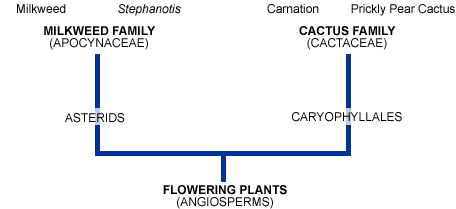 Milkweed Stephanotis Carnation Prickly Pear Cactus
MILKWEED FAMILY CACTUS FAMILY
(APOCYNACEAE) (CACTACEAE)
ASTERIDS CARYOPHYLLALES
FLOWERING PLANTS
(ANGIOSPERMS)